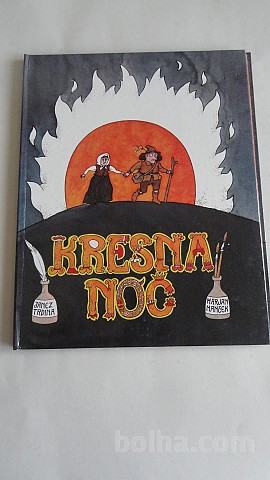 KRESNA
NOČ
JANEZ
TRDINA
MARJAN
MANČEK
bolha.com